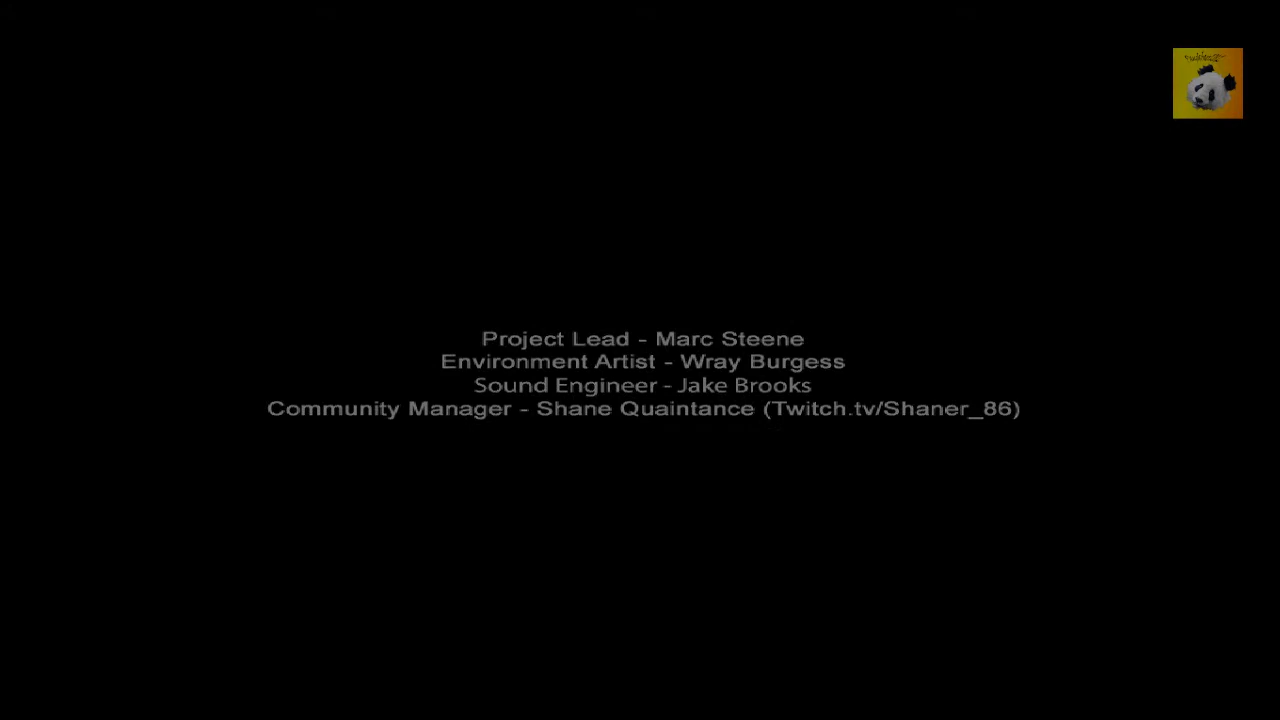 Project Lead - Marc Steene
Environment Artist - Wray Burgess
Sound Engineer - Jake Brooks
Community Manager - Shane Quaintance (Twitch.tv/Shaner_86)